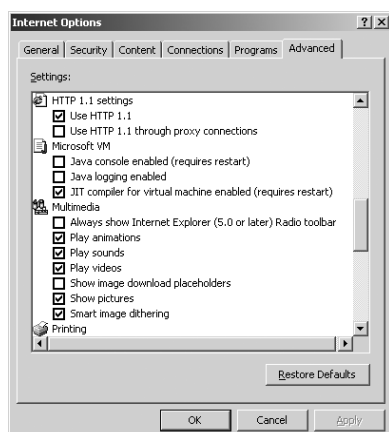 Internet Options
General Security Content Connections Programs Advanced
Settings:
HTTP 1.1 settings
Use HTTP 1.1
Use HTTP 1.1 through proxy connections
Microsoft VM
Java console enabled (requires restart)
Java logging enabled
JIT compiler for virtual machine enabled (requires restart)
Multimedia
Always show Internet Explorer (5.0 or later) Radio toolbar
Play animations
Play sounds
Play videos
Show image download placeholders
Show pictures
Smart image dithering
Printing
Restore Defaults
OK Cancel Apply